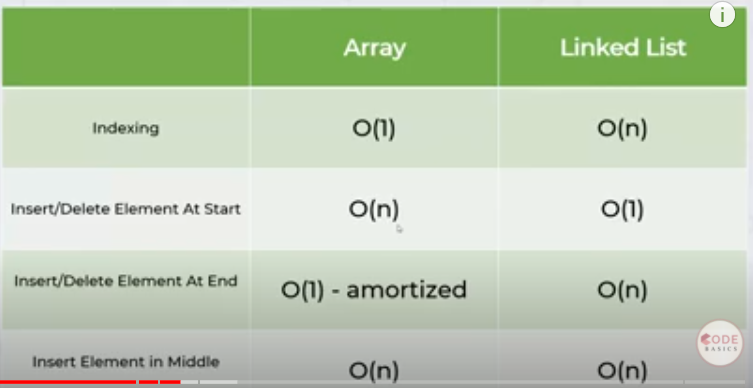 Array Linked List
Indexing O(1) O(n)
Insert/Delete Element At Start O(n) O(1)
Insert/Delete Element At End O(1) - amortized O(n)
Insert Element in Middle O(n) O(n)
CODE
BASICS
i